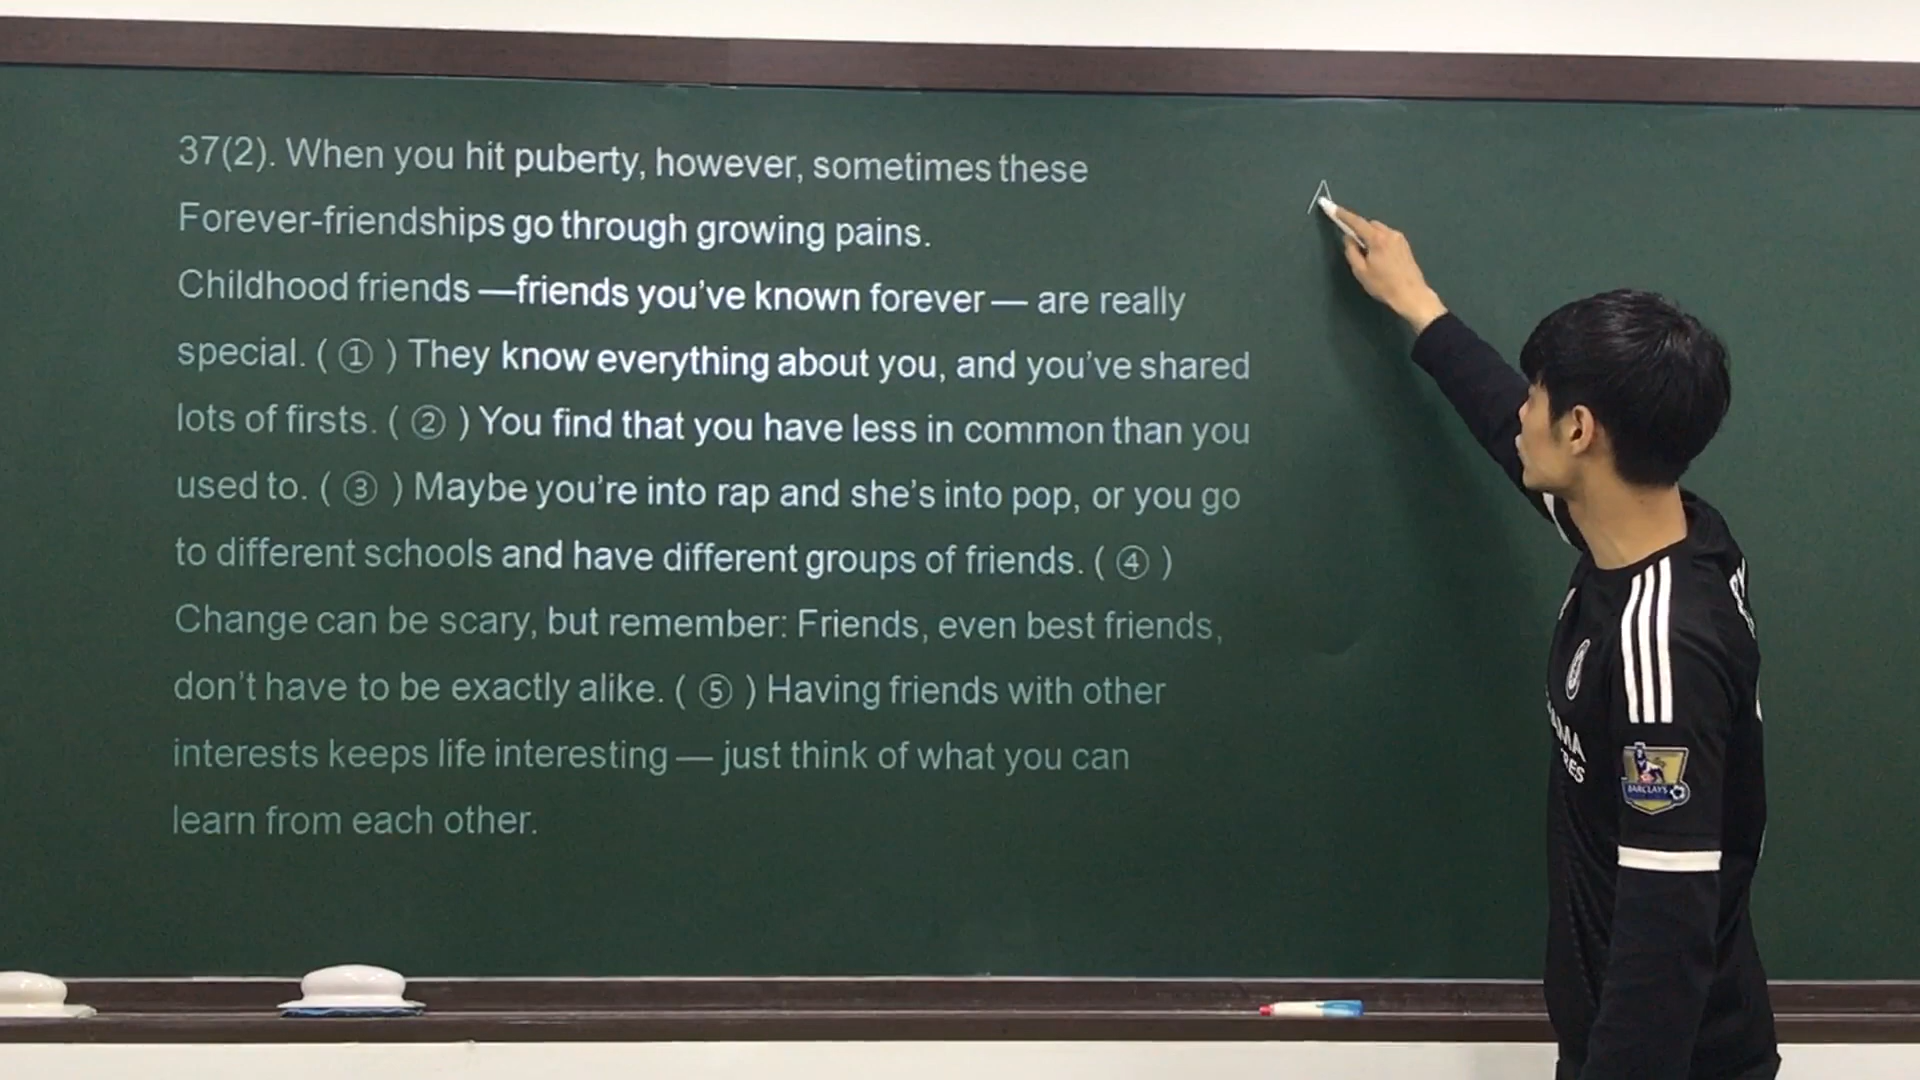 37(2). When you hit puberty, however, sometimes these
Forever-friendships go through growing pains.
Childhood friends —friends you’ve known forever — are really
special. ( ① ) They know everything about you, and you’ve shared
lots of firsts. ( ② ) You find that you have less in common than you
used to. ( ③ ) Maybe you’re into rap and she’s into pop, or you go
to different schools and have different groups of friends. ( ④ )
Change can be scary, but remember: Friends, even best friends,
don’t have to be exactly alike. ( ⑤ ) Having friends with other
interests keeps life interesting — just think of what you can
learn from each other.
BARCLAYS